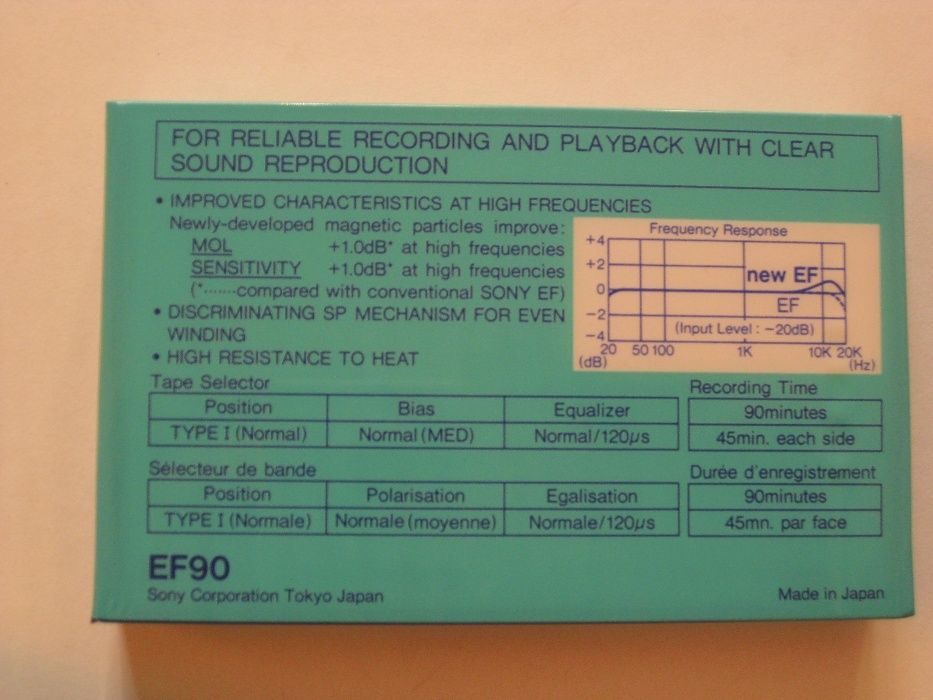 FOR RELIABLE RECORDING AND PLAYBACK WITH CLEAR
SOUND REPRODUCTION
• IMPROVED CHARACTERISTICS AT HIGH FREQUENCIES
Newly-developed magnetic particles improve:
MOL +1.0dB* at high frequencies
SENSITIVITY +1.0dB* at high frequencies
(*·······compared with conventional SONY EF)
• DISCRIMINATING SP MECHANISM FOR EVEN
WINDING
• HIGH RESISTANCE TO HEAT
Frequency Response
+4
+2
0
−2
−4
(dB)
new EF
EF
(Input Level : −20dB)
20 50 100 1K 10K 20K
(Hz)
Tape Selector
Position Bias Equalizer
TYPE I (Normal) Normal (MED) Normal/120µs
Recording Time
90minutes
45min. each side
Sélecteur de bande
Position Polarisation Egalisation
TYPE I (Normale) Normale (moyenne) Normale/120µs
Durée d'enregistrement
90minutes
45mn. par face
EF90
Sony Corporation Tokyo Japan
Made in Japan